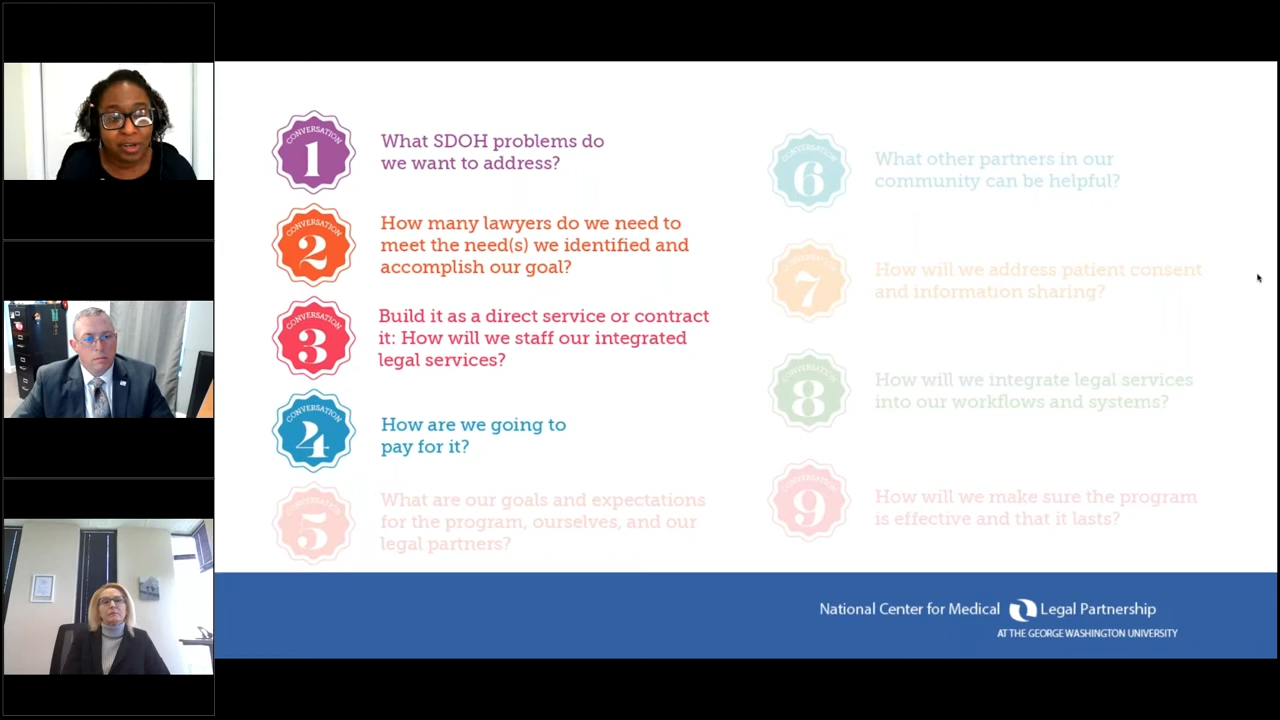 CONVERSATION
1
What SDOH problems do
we want to address?
CONVERSATION
2
How many lawyers do we need to
meet the need(s) we identified and
accomplish our goal?
CONVERSATION
3
Build it as a direct service or contract
it: How will we staff our integrated
legal services?
CONVERSATION
4
How are we going to
pay for it?
CONVERSATION
5
What are our goals and expectations
for the program, ourselves, and our
legal partners?
CONVERSATION
6
What other partners in our
community can be helpful?
CONVERSATION
7
How will we address patient consent
and information sharing?
CONVERSATION
8
How will we integrate legal services
into our workflows and systems?
CONVERSATION
9
How will we make sure the program
is effective and that it lasts?
National Center for Medical Legal Partnership
AT THE GEORGE WASHINGTON UNIVERSITY